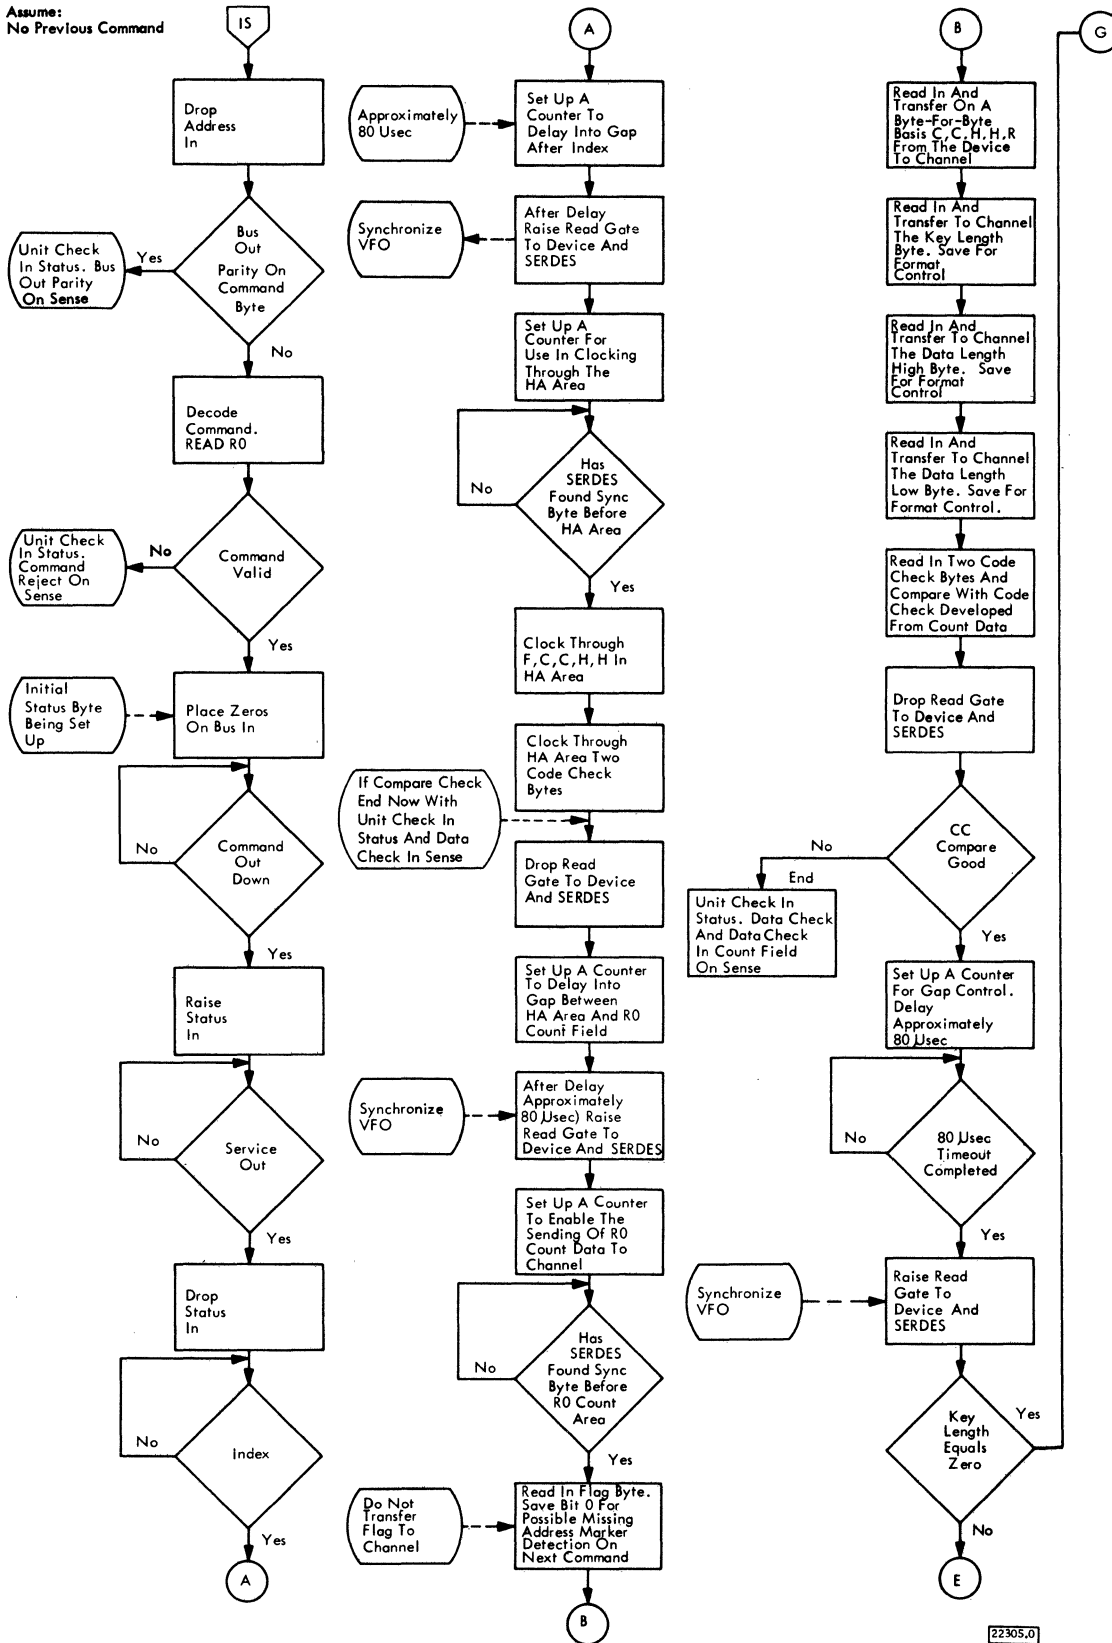 Assume:
No Previous Command
IS
Drop
Address
In
Bus
Out
Parity On
Command
Byte
Yes
Unit Check
In Status. Bus
Out Parity
On Sense
No
Decode
Command.
READ R0
Command
Valid
No
Unit Check
In Status.
Command
Reject On
Sense
Yes
Initial
Status Byte
Being Set
Up
Place Zeros
On Bus In
Command
Out
Down
No
Yes
Raise
Status
In
Service
Out
No
Yes
Drop
Status
In
Index
No
Yes
A
A
Approximately
80 Usec
Set Up A
Counter To
Delay Into Gap
After Index
Synchronize
VFO
After Delay
Raise Read Gate
To Device And
SERDES
Set Up A
Counter For
Use In Clocking
Through The
HA Area
Has
SERDES
Found Sync
Byte Before
HA Area
No
Yes
Clock Through
F,C,C,H,H In
HA Area
Clock Through
HA Area Two
Code Check
Bytes
If Compare Check
End Now With
Unit Check In
Status And Data
Check In Sense
Drop Read
Gate To Device
And SERDES
Set Up A Counter
To Delay Into
Gap Between
HA Area And R0
Count Field
Synchronize
VFO
After Delay
Approximately
80 µsec) Raise
Read Gate To
Device And SERDES
Set Up A Counter
To Enable The
Sending Of R0
Count Data To
Channel
Has
SERDES
Found Sync
Byte Before
R0 Count
Area
No
Yes
Do Not
Transfer
Flag To
Channel
Read In Flag Byte.
Save Bit 0 For
Possible Missing
Address Marker
Detection On
Next Command
B
B
G
Read In And
Transfer On A
Byte-For-Byte
Basis C,C,H,H,R
From The Device
To Channel
Read In And
Transfer To Channel
The Key Length
Byte. Save For
Format
Control
Read In And
Transfer To Channel
The Data Length
High Byte. Save
For Format
Control
Read In And
Transfer To Channel
The Data Length
Low Byte. Save For
Format Control.
Read In Two Code
Check Bytes And
Compare With Code
Check Developed
From Count Data
Drop Read Gate
To Device And
SERDES
CC
Compare
Good
No
End
Unit Check In
Status. Data Check
And Data Check
In Count Field
On Sense
Yes
Set Up A Counter
For Gap Control.
Delay
Approximately
80 µsec
80 µsec
Timeout
Completed
No
Yes
Synchronize
VFO
Raise Read
Gate To
Device And
SERDES
Key
Length
Equals
Zero
Yes
No
E
22305.0